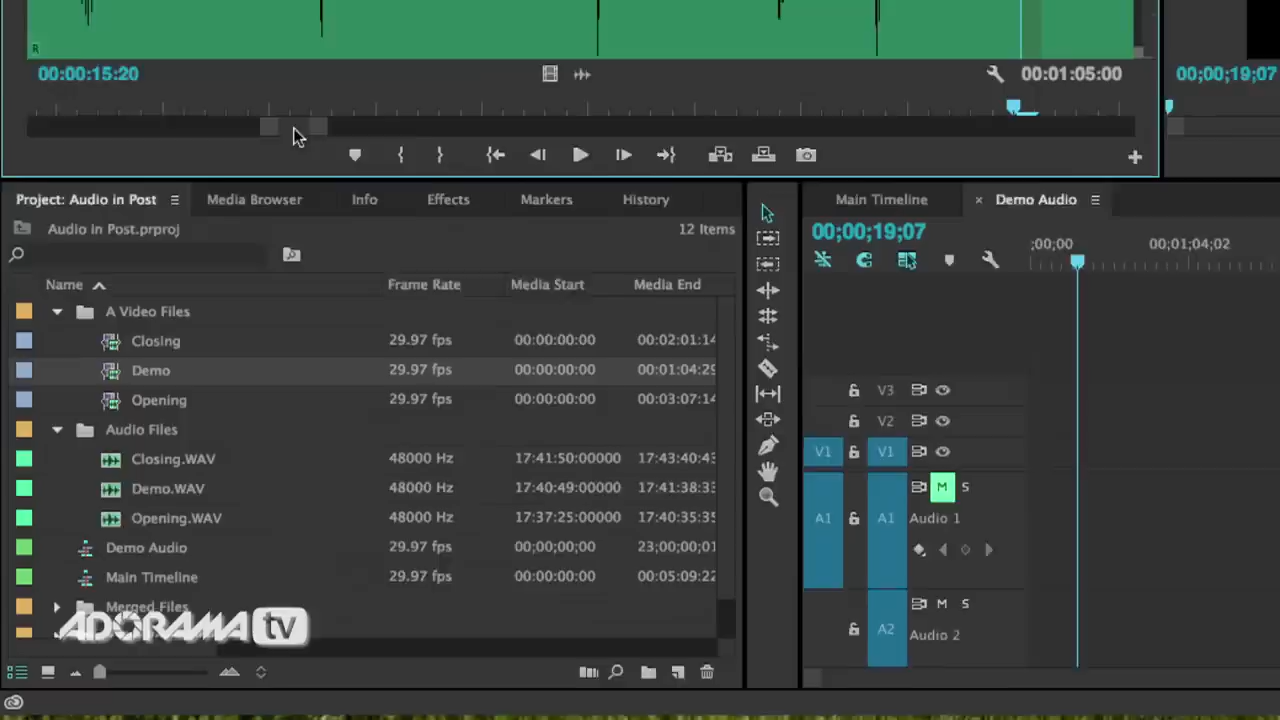 R
00:00:15:20
00:01:05:00
00;00;19;07
Project: Audio in Post
Media Browser
Info
Effects
Markers
History
Main Timeline
× Demo Audio
Audio in Post.prproj
12 Items
00;00;19;07
;00;00
00;01;04;02
Name
Frame Rate
Media Start
Media End
A Video Files
Closing 29.97 fps 00:00:00:00 00:02:01:14
Demo 29.97 fps 00:00:00:00 00:01:04:29
Opening 29.97 fps 00:00:00:00 00:03:07:14
Audio Files
Closing.WAV 48000 Hz 17:41:50:00000 17:43:40:43
Demo.WAV 48000 Hz 17:40:49:00000 17:41:38:33
Opening.WAV 48000 Hz 17:37:25:00000 17:40:35:35
Demo Audio 29.97 fps 00;00;00;00 23;00;00;01
Main Timeline 29.97 fps 00:00:00:00 00:05:09:22
Merged Files
V3
V2
V1 V1
M S
A1 A1 Audio 1
M S
A2 Audio 2
ADORAMA tv